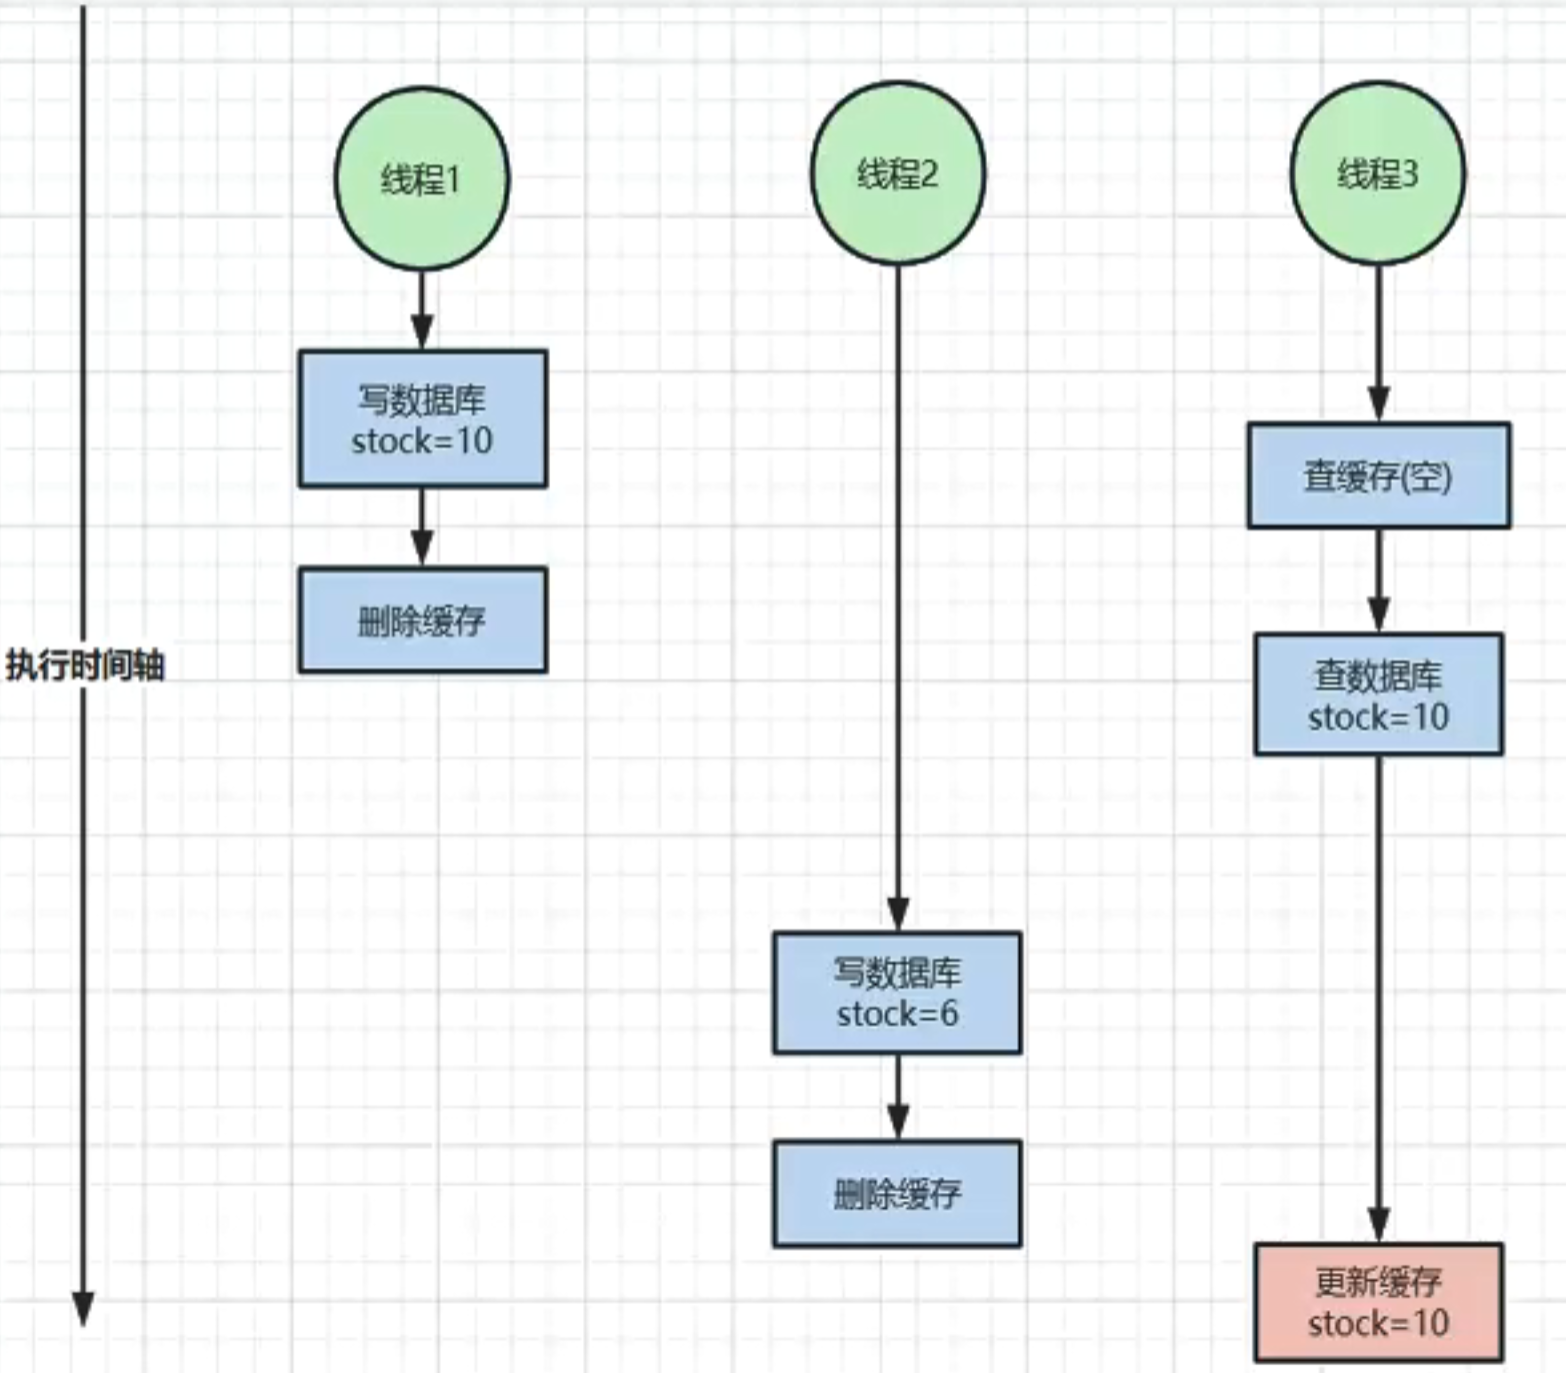 线程1
线程2
线程3
写数据库
stock=10
查缓存(空)
删除缓存
执行时间轴
查数据库
stock=10
写数据库
stock=6
删除缓存
更新缓存
stock=10